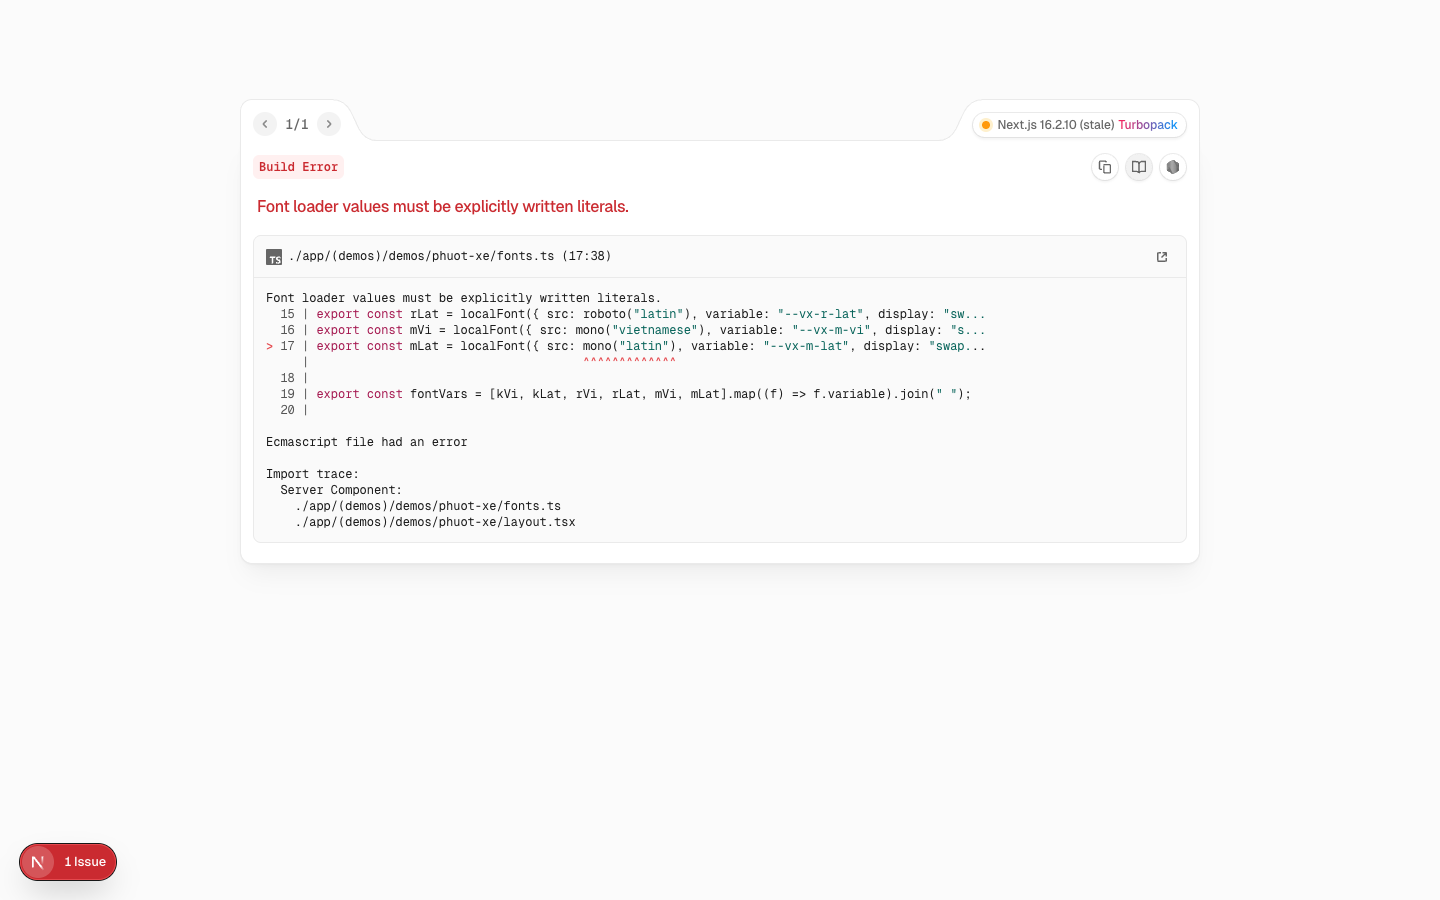 1/1
Next.js 16.2.10 (stale) Turbopack
Build Error
Font loader values must be explicitly written literals.
TS ./app/(demos)/demos/phuot-xe/fonts.ts (17:38)
Font loader values must be explicitly written literals.
  15 | export const rLat = localFont({ src: roboto("latin"), variable: "--vx-r-lat", display: "sw...
  16 | export const mVi = localFont({ src: mono("vietnamese"), variable: "--vx-m-vi", display: "s...
> 17 | export const mLat = localFont({ src: mono("latin"), variable: "--vx-m-lat", display: "swap...
     |                                      ^^^^^^^^^^^^^
  18 |
  19 | export const fontVars = [kVi, kLat, rVi, rLat, mVi, mLat].map((f) => f.variable).join(" ");
  20 |
Ecmascript file had an error
Import trace:
  Server Component:
    ./app/(demos)/demos/phuot-xe/fonts.ts
    ./app/(demos)/demos/phuot-xe/layout.tsx
N 1 Issue